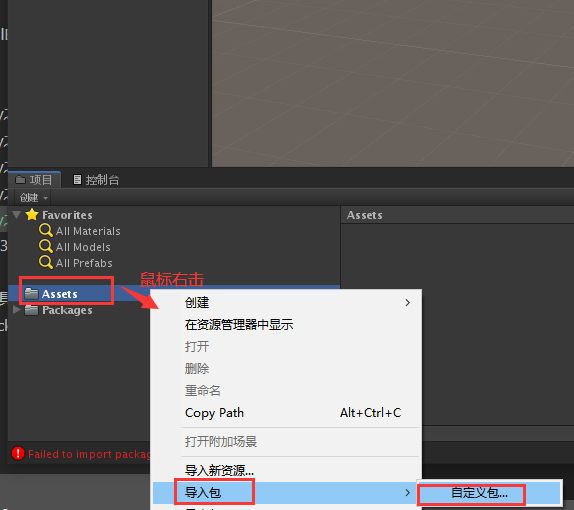 项目 控制台
创建
Favorites
All Materials
All Models
All Prefabs
Assets
Packages
Assets
鼠标右击
创建
在资源管理器中显示
打开
删除
重命名
Copy Path Alt+Ctrl+C
打开附加场景
导入新资源...
导入包
自定义包...
Failed to import packag